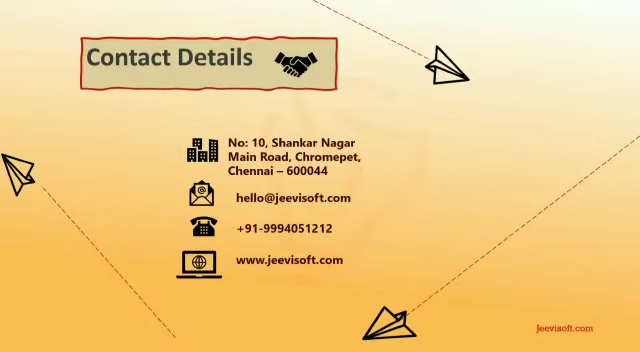 Contact Details
No: 10, Shankar Nagar
Main Road, Chromepet,
Chennai – 600044
hello@jeevisoft.com
+91-9994051212
www.jeevisoft.com
Jeevisoft.com